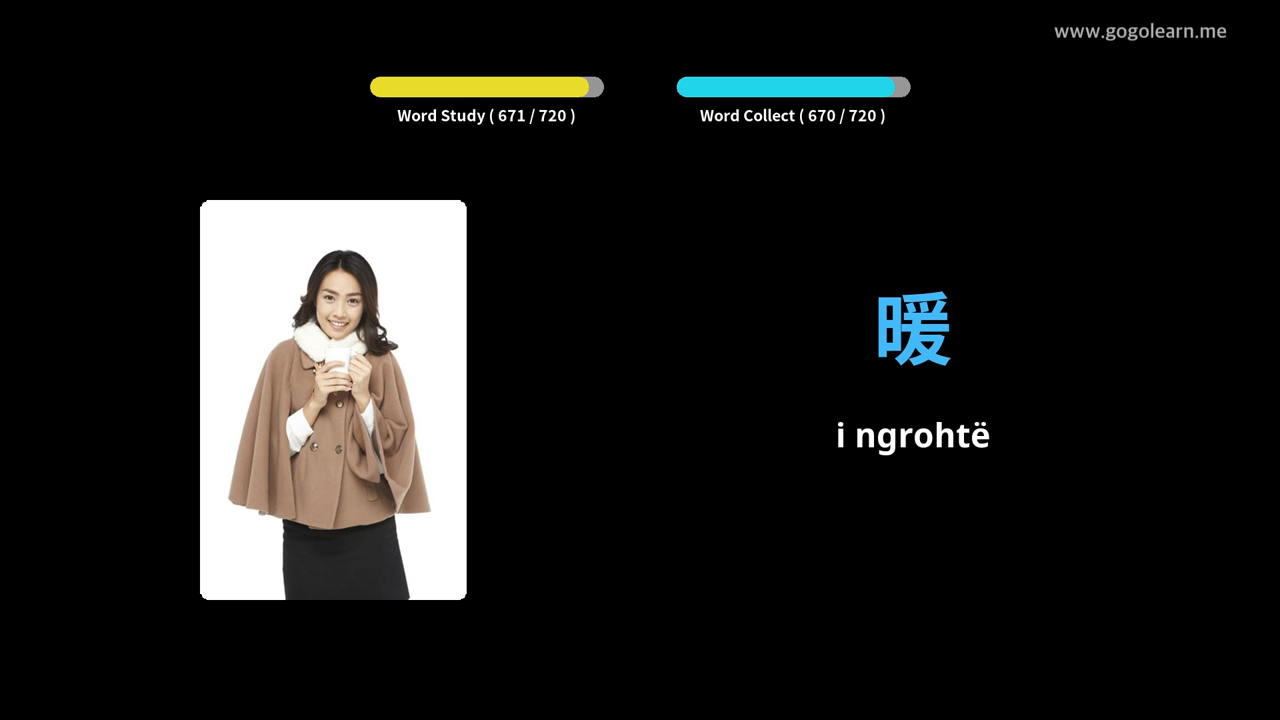 www.gogolearn.me
Word Study ( 671 / 720 )
Word Collect ( 670 / 720 )
暖
i ngrohtë